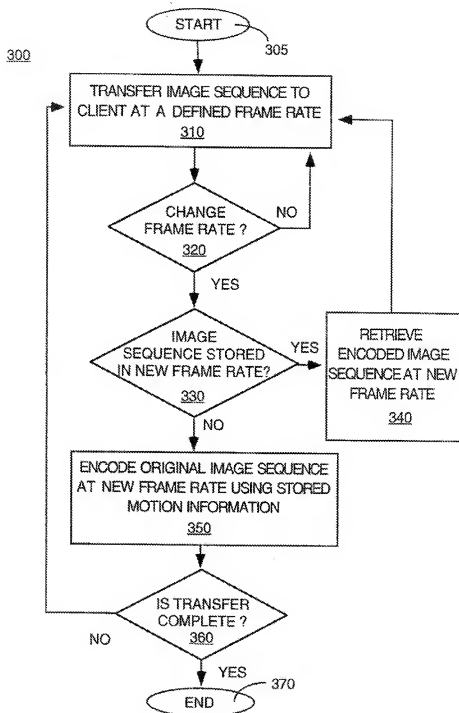 START
305
300
TRANSFER IMAGE SEQUENCE TO
CLIENT AT A DEFINED FRAME RATE
310
CHANGE
FRAME RATE ?
320
NO
YES
IMAGE
SEQUENCE STORED
IN NEW FRAME RATE?
330
YES
RETRIEVE
ENCODED IMAGE
SEQUENCE AT NEW
FRAME RATE
340
NO
ENCODE ORIGINAL IMAGE SEQUENCE
AT NEW FRAME RATE USING STORED
MOTION INFORMATION
350
IS TRANSFER
COMPLETE ?
360
NO
YES
END
370